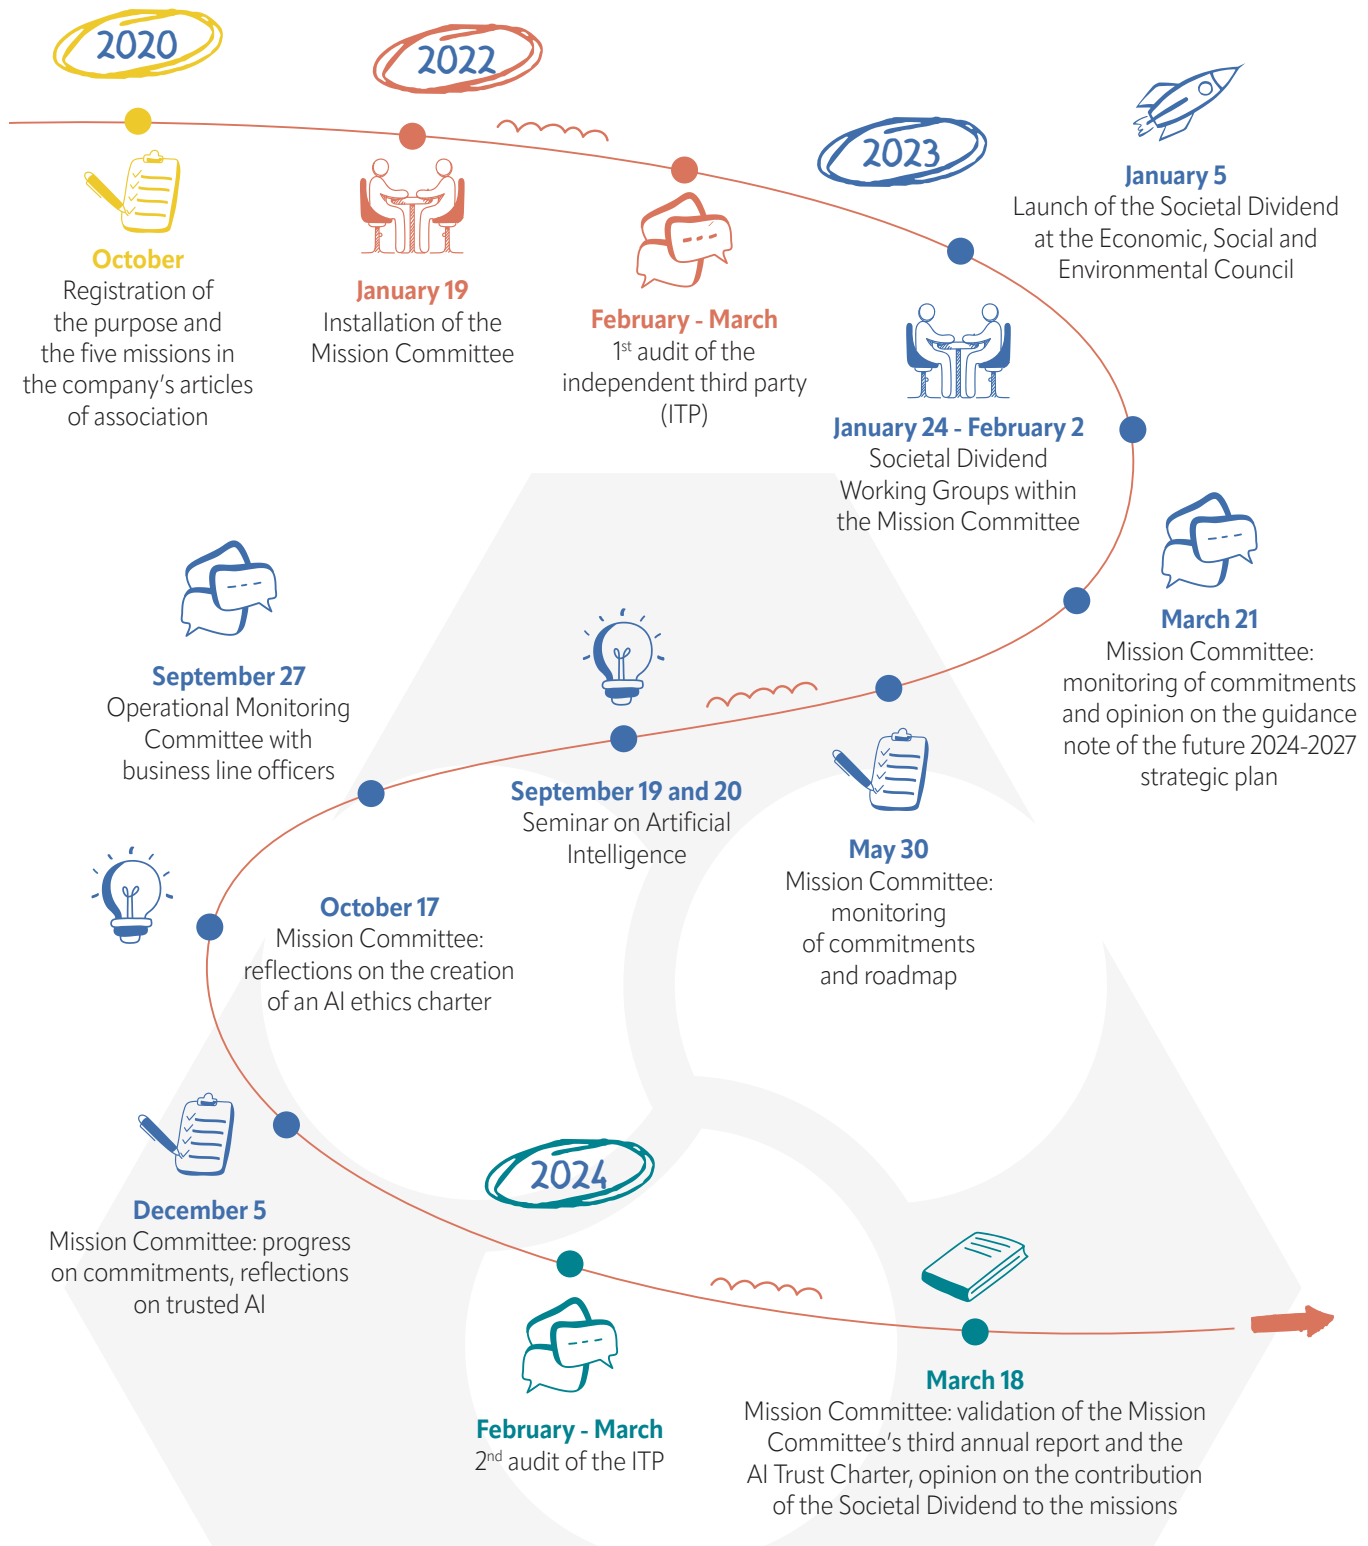 2020
October
Registration of
the purpose and
the five missions in
the company's articles
of association
2022
January 19
Installation of the
Mission Committee
February - March
1st audit of the
independent third party
(ITP)
2023
January 5
Launch of the Societal Dividend
at the Economic, Social and
Environmental Council
January 24 - February 2
Societal Dividend
Working Groups within
the Mission Committee
March 21
Mission Committee:
monitoring of commitments
and opinion on the guidance
note of the future 2024-2027
strategic plan
May 30
Mission Committee:
monitoring
of commitments
and roadmap
September 19 and 20
Seminar on Artificial
Intelligence
September 27
Operational Monitoring
Committee with
business line officers
October 17
Mission Committee:
reflections on the creation
of an AI ethics charter
December 5
Mission Committee: progress
on commitments, reflections
on trusted AI
2024
February - March
2nd audit of the ITP
March 18
Mission Committee: validation of the Mission
Committee's third annual report and the
AI Trust Charter, opinion on the contribution
of the Societal Dividend to the missions